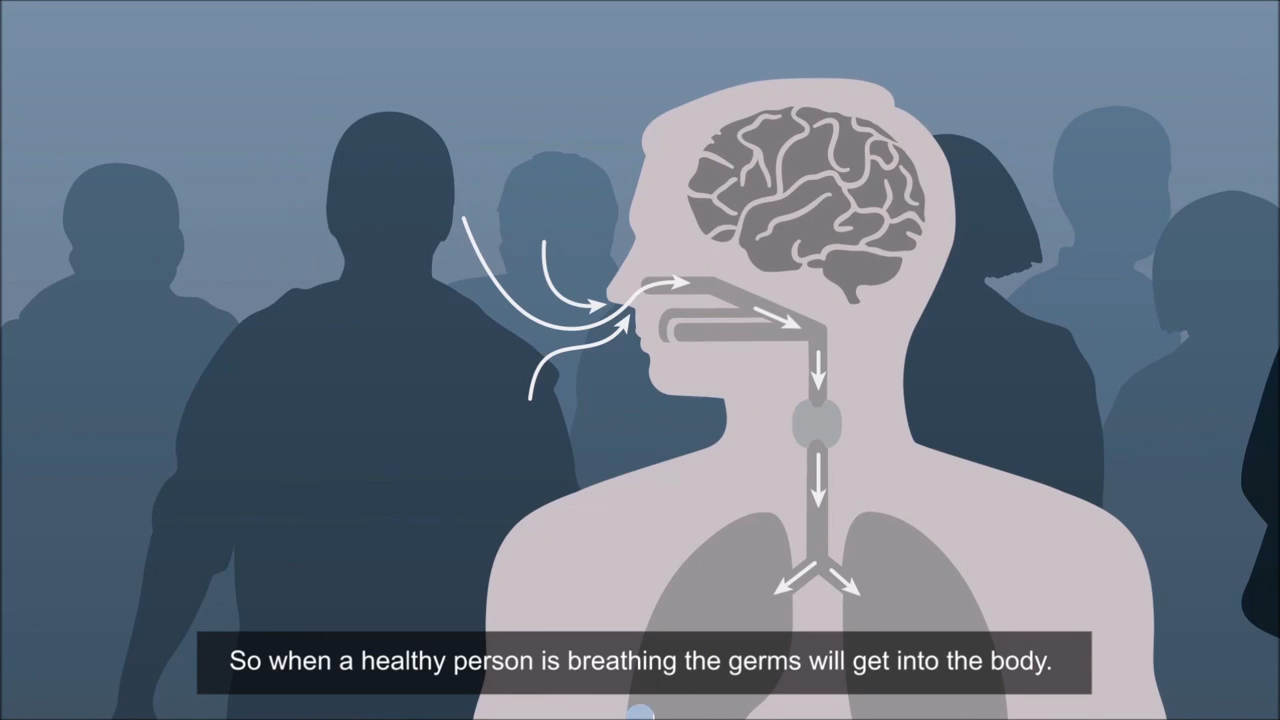 So when a healthy person is breathing the germs will get into the body.